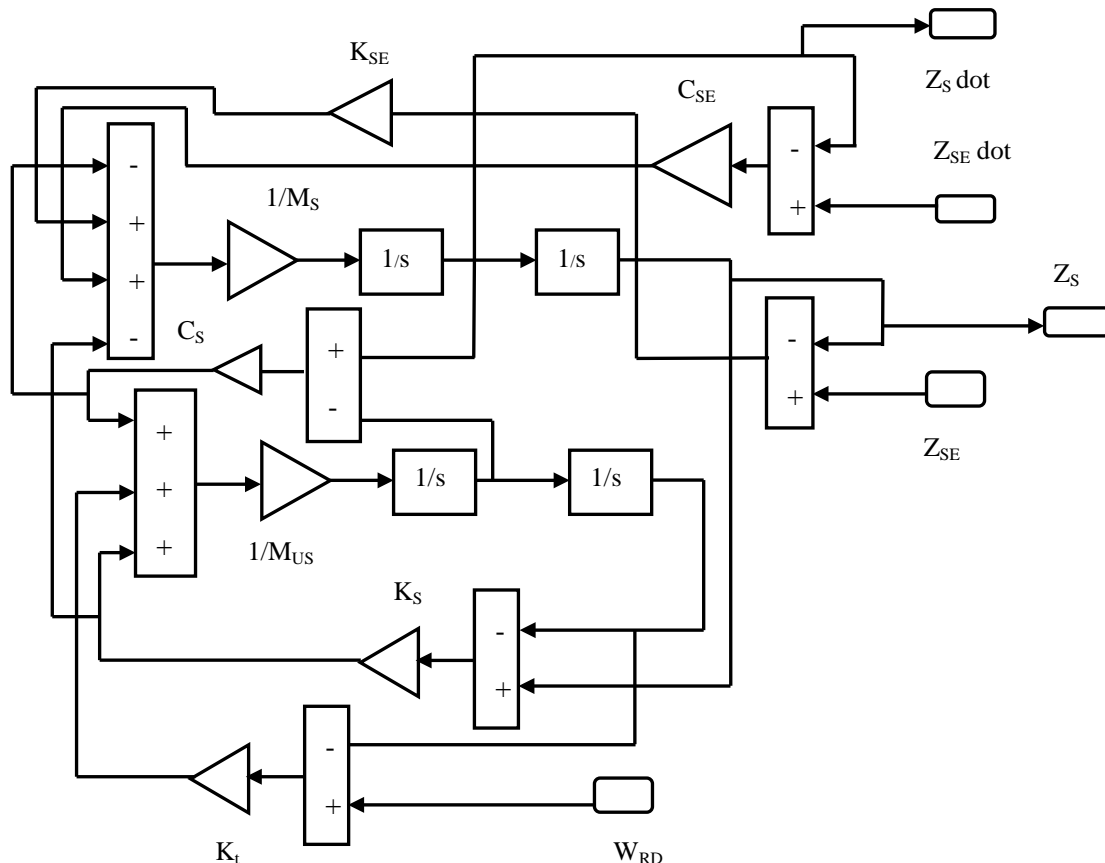 K_SE
C_SE
Z_S dot
-
Z_SE dot
-
+
1/M_S
+
+
1/s
1/s
Z_S
C_S
-
+
-
-
+
+
Z_SE
+
1/s
1/s
+
+
1/M_US
K_S
-
+
-
+
K_t
W_RD